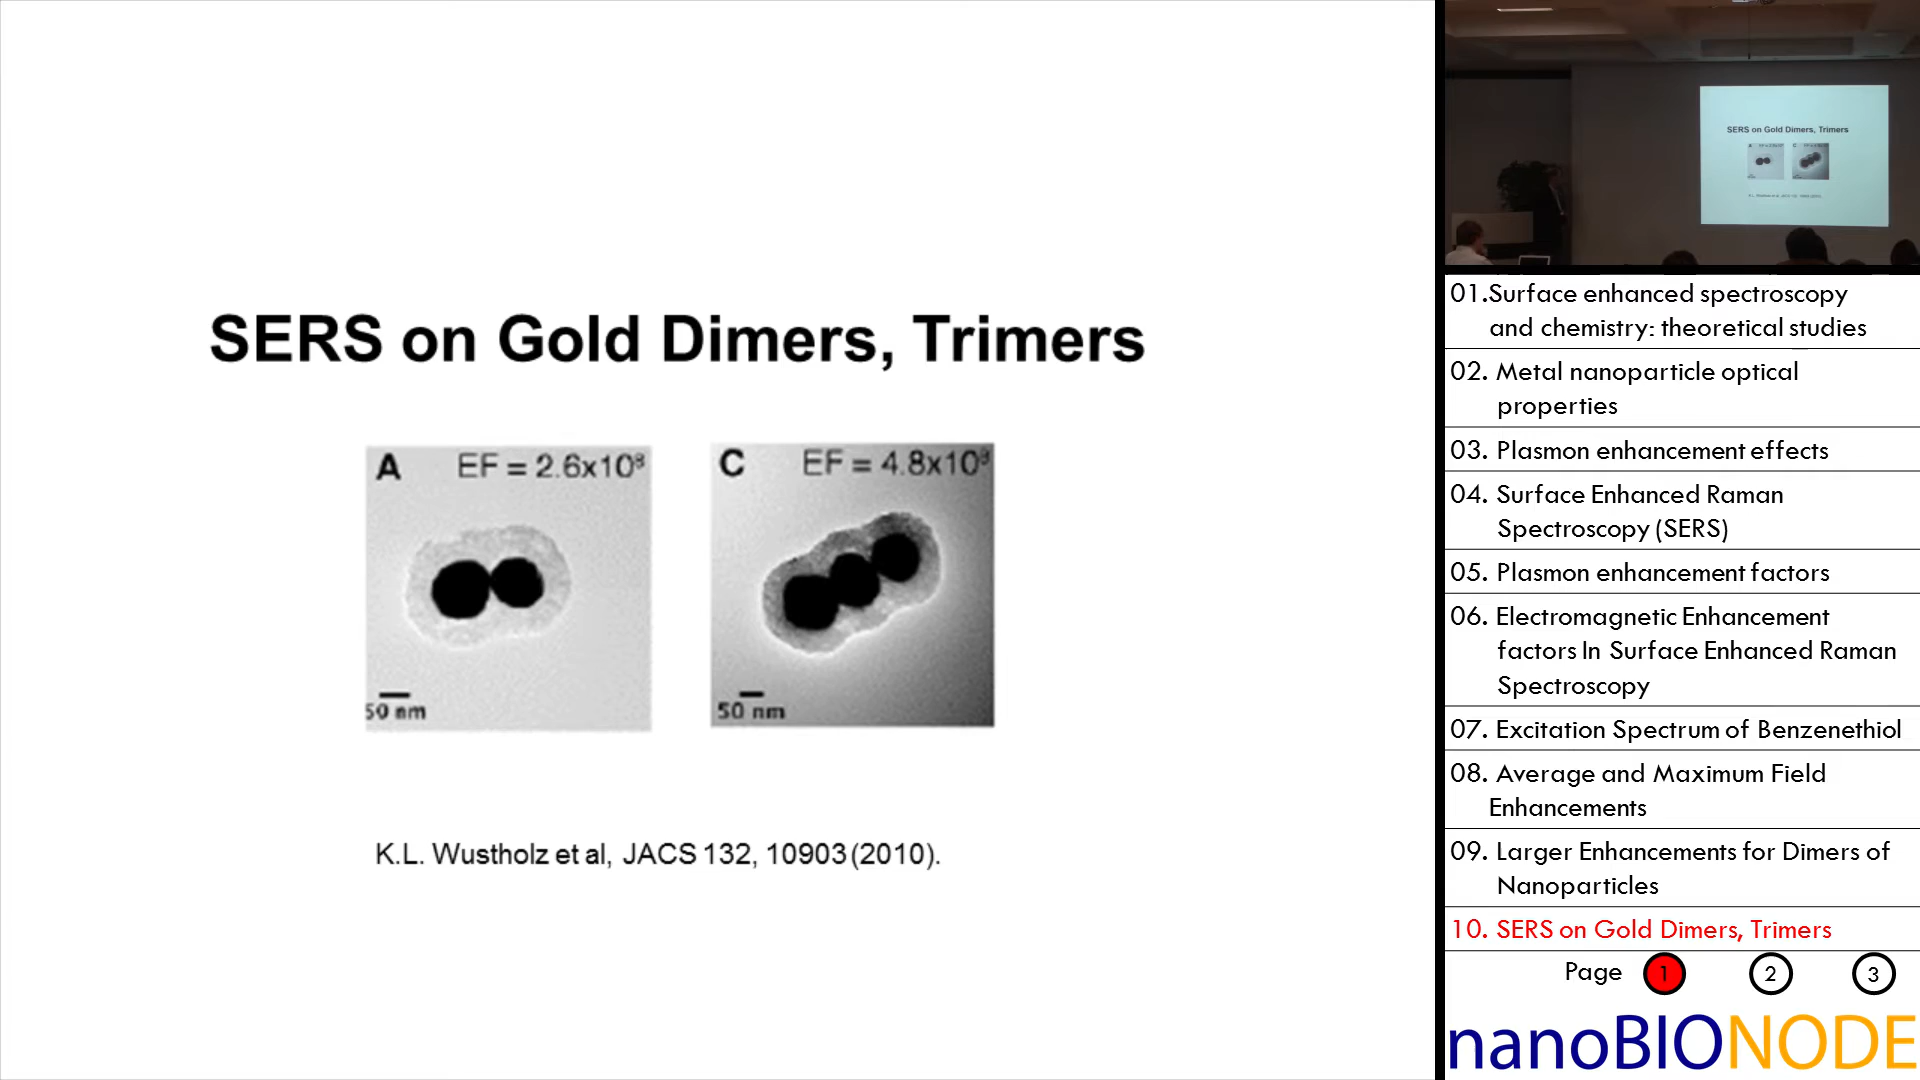 SERS on Gold Dimers, Trimers
A EF = 2.6x10⁸
50 nm
C EF = 4.8x10⁸
50 nm
K.L. Wustholz et al, JACS 132, 10903 (2010).
SERS on Gold Dimers, Trimers
01.Surface enhanced spectroscopy
and chemistry: theoretical studies
02. Metal nanoparticle optical
properties
03. Plasmon enhancement effects
04. Surface Enhanced Raman
Spectroscopy (SERS)
05. Plasmon enhancement factors
06. Electromagnetic Enhancement
factors In Surface Enhanced Raman
Spectroscopy
07. Excitation Spectrum of Benzenethiol
08. Average and Maximum Field
Enhancements
09. Larger Enhancements for Dimers of
Nanoparticles
10. SERS on Gold Dimers, Trimers
Page 1 2 3
nanoBIONODE